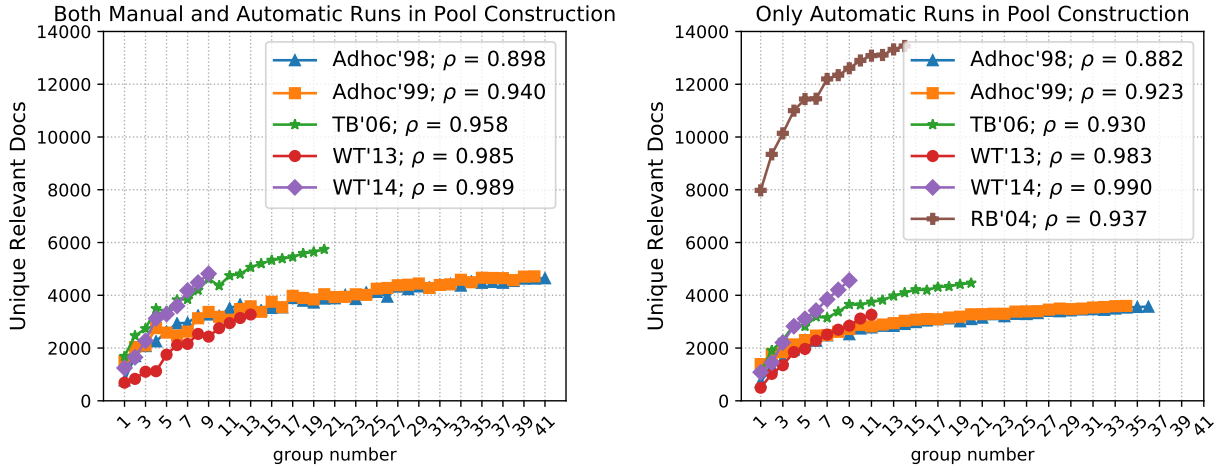 Both Manual and Automatic Runs in Pool Construction
14000
12000
10000
8000
6000
4000
2000
0
Unique Relevant Docs
Adhoc'98; ρ = 0.898
Adhoc'99; ρ = 0.940
TB'06; ρ = 0.958
WT'13; ρ = 0.985
WT'14; ρ = 0.989
1 3 5 7 9 11 13 15 17 19 21 23 25 27 29 31 33 35 37 39 41
group number
Only Automatic Runs in Pool Construction
14000
12000
10000
8000
6000
4000
2000
0
Unique Relevant Docs
Adhoc'98; ρ = 0.882
Adhoc'99; ρ = 0.923
TB'06; ρ = 0.930
WT'13; ρ = 0.983
WT'14; ρ = 0.990
RB'04; ρ = 0.937
1 3 5 7 9 11 13 15 17 19 21 23 25 27 29 31 33 35 37 39 41
group number